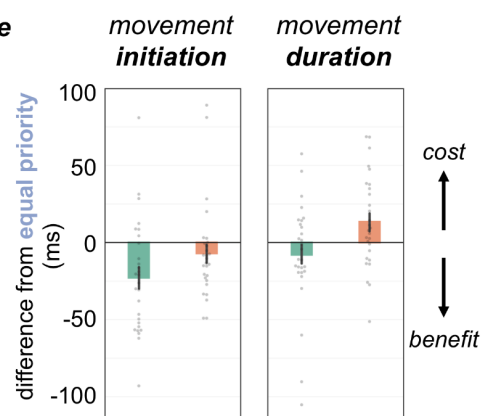 e
movement
initiation
movement
duration
difference from equal priority
(ms)
100
50
0
-50
-100
cost
benefit